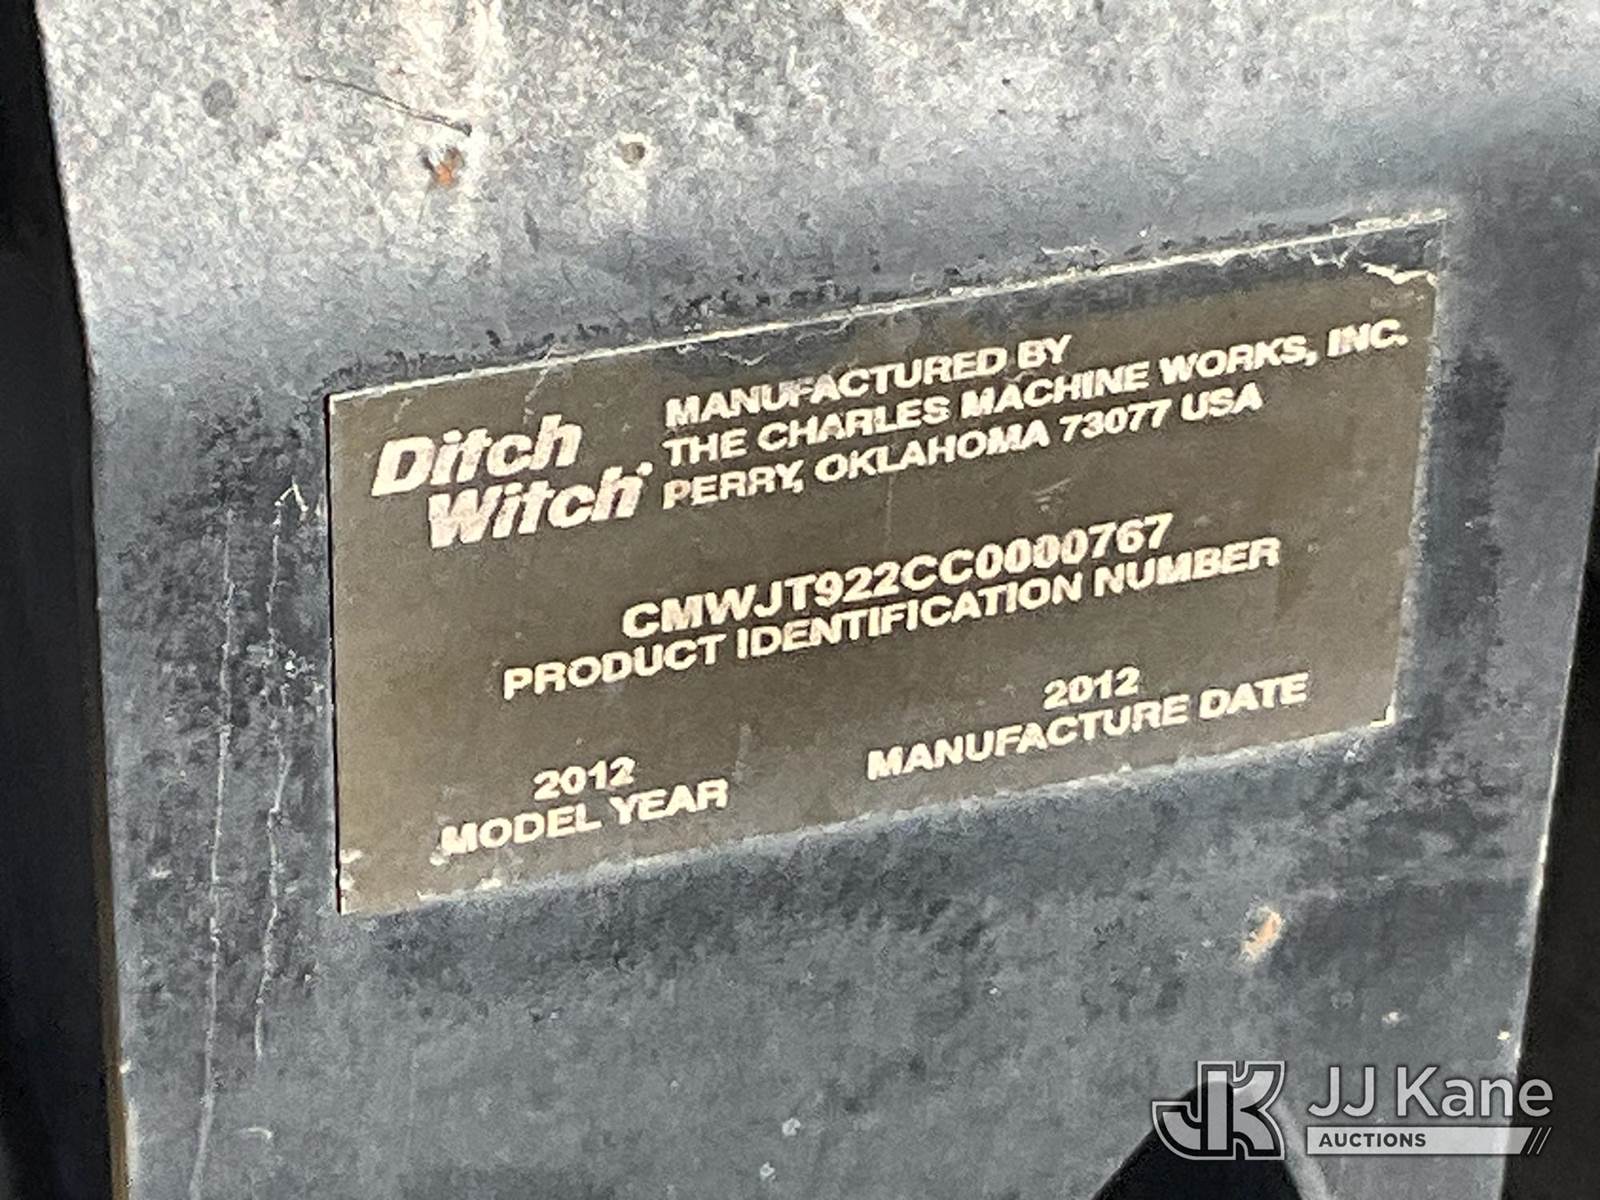 Ditch
Witch®
MANUFACTURED BY
THE CHARLES MACHINE WORKS, INC.
PERRY, OKLAHOMA 73077 USA
CMWJT922CC0000767
PRODUCT IDENTIFICATION NUMBER
2012
MODEL YEAR
2012
MANUFACTURE DATE
JK
JJ Kane
AUCTIONS